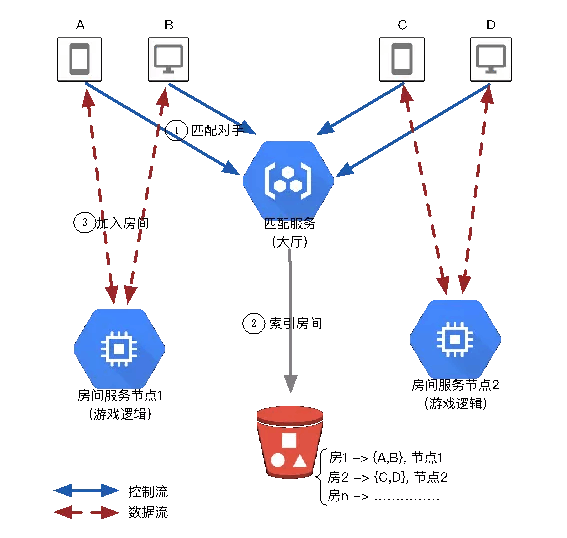 A
B
C
D
1 匹配对手
匹配服务
(大厅)
3 加入房间
2 索引房间
房间服务节点1
(游戏逻辑)
房间服务节点2
(游戏逻辑)
房1 -> {A,B}, 节点1
房2 -> {C,D}, 节点2
房n -> ...............
控制流
数据流